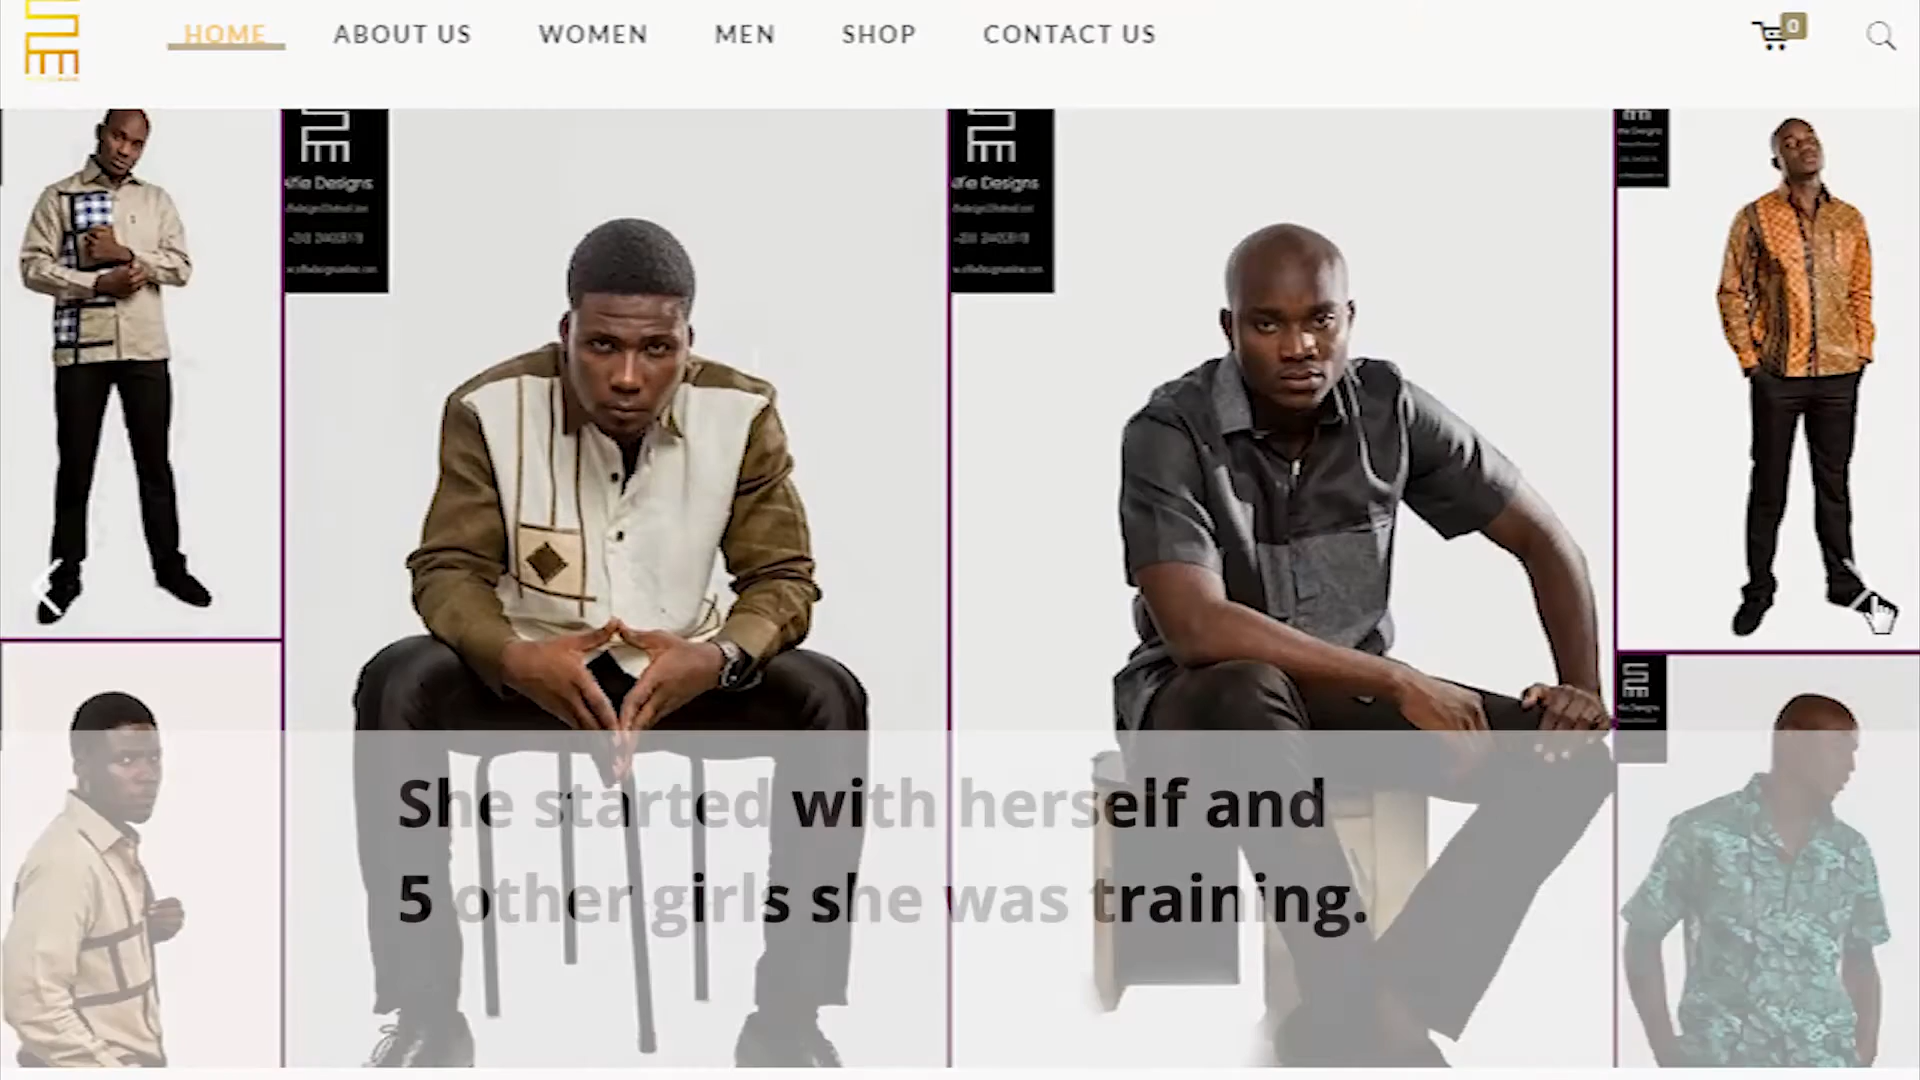 HOME
ABOUT US
WOMEN
MEN
SHOP
CONTACT US
0
Designs
Designs
She started with herself and
5 other girls she was training.